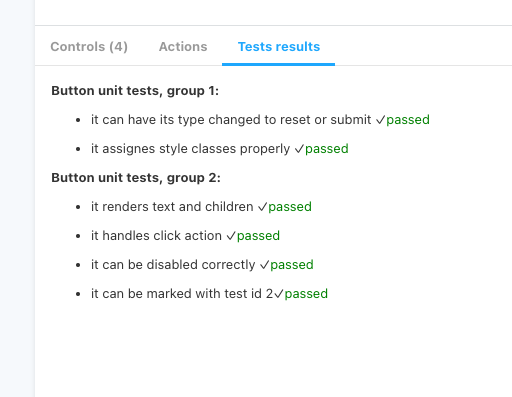 Controls (4) Actions Tests results
Button unit tests, group 1:
• it can have its type changed to reset or submit ✓passed
• it assignes style classes properly ✓passed
Button unit tests, group 2:
• it renders text and children ✓passed
• it handles click action ✓passed
• it can be disabled correctly ✓passed
• it can be marked with test id 2✓passed